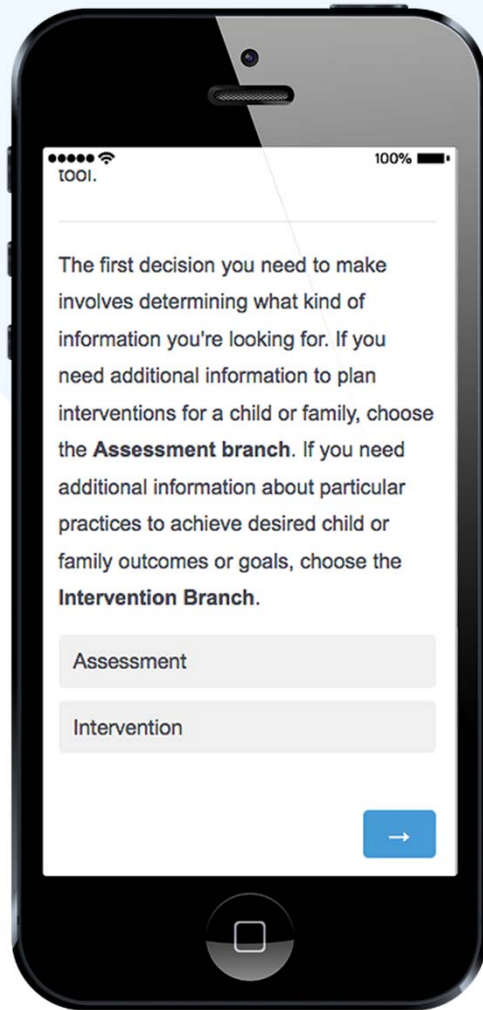 100%
tool.
The first decision you need to make
involves determining what kind of
information you're looking for. If you
need additional information to plan
interventions for a child or family, choose
the Assessment branch. If you need
additional information about particular
practices to achieve desired child or
family outcomes or goals, choose the
Intervention Branch.
Assessment
Intervention
→